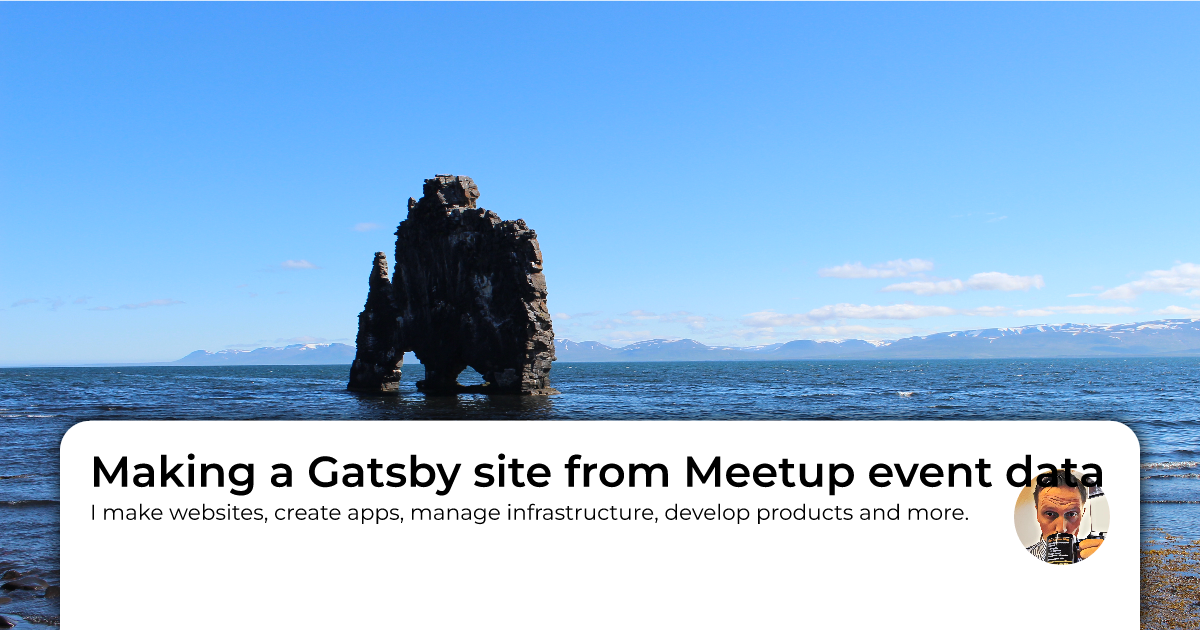 Making a Gatsby site from Meetup event data
I make websites, create apps, manage infrastructure, develop products and more.